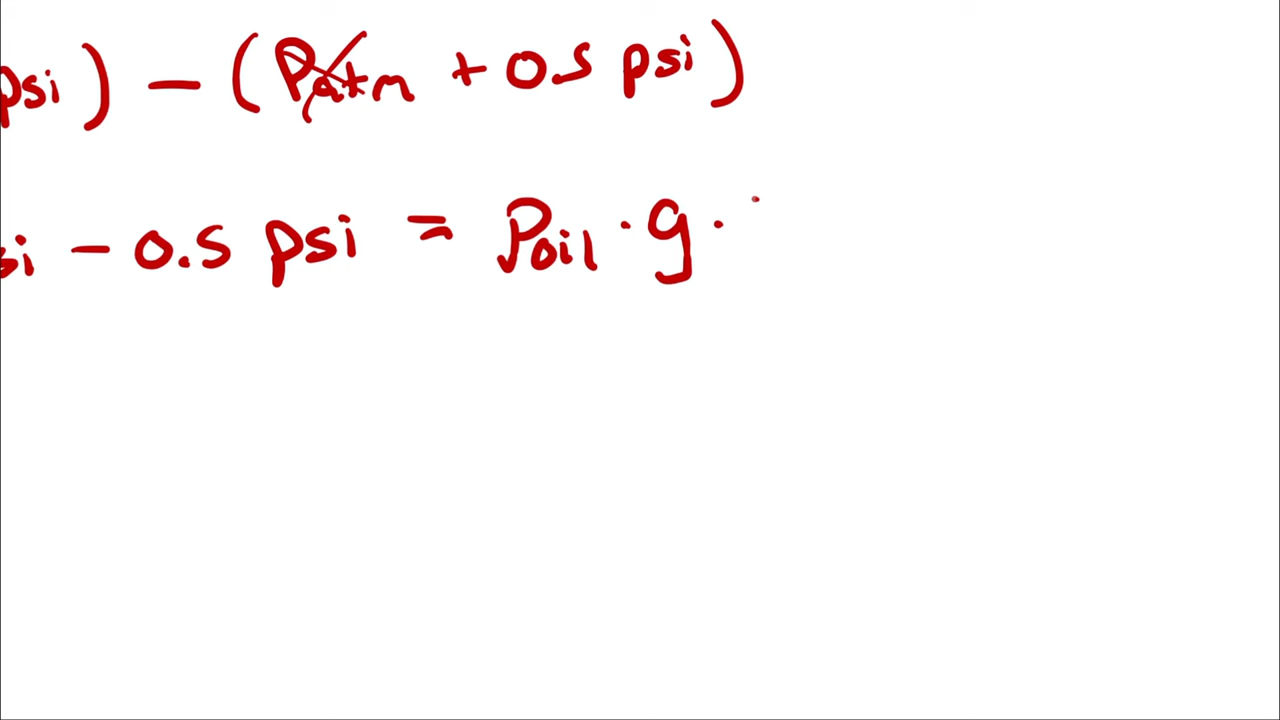 psi) − (Patm + 0.5 psi)
si − 0.5 psi = ρoil · g ·